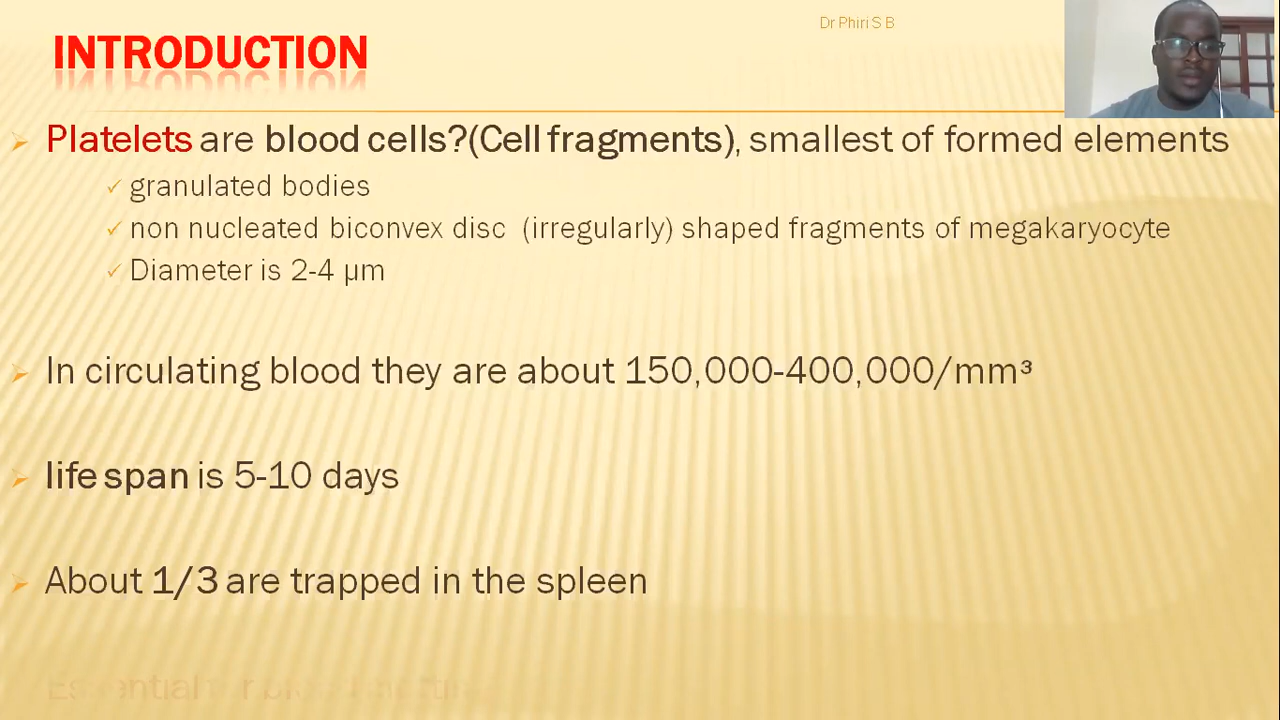 Dr Phiri S B
INTRODUCTION
Platelets are blood cells?(Cell fragments), smallest of formed elements
granulated bodies
non nucleated biconvex disc (irregularly) shaped fragments of megakaryocyte
Diameter is 2-4 µm
In circulating blood they are about 150,000-400,000/mm³
life span is 5-10 days
About 1/3 are trapped in the spleen
Essential